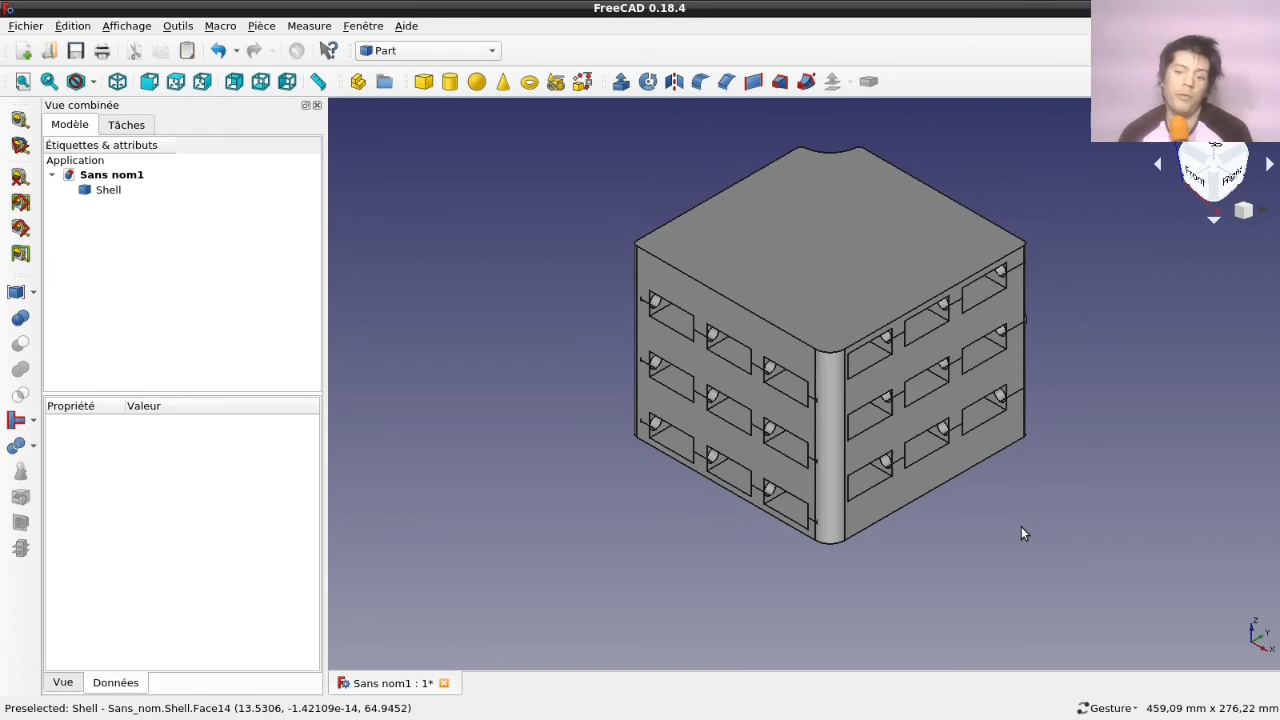 FreeCAD 0.18.4
Fichier Édition Affichage Outils Macro Pièce Measure Fenêtre Aide
Part
Vue combinée
Modèle Tâches
Étiquettes & attributs
Application
Sans nom1
Shell
Propriété Valeur
Front Right
Z
Y
X
Vue Données
Sans nom1 : 1*
Preselected: Shell - Sans_nom.Shell.Face14 (13.5306, -1.42109e-14, 64.9452)
Gesture 459,09 mm x 276,22 mm